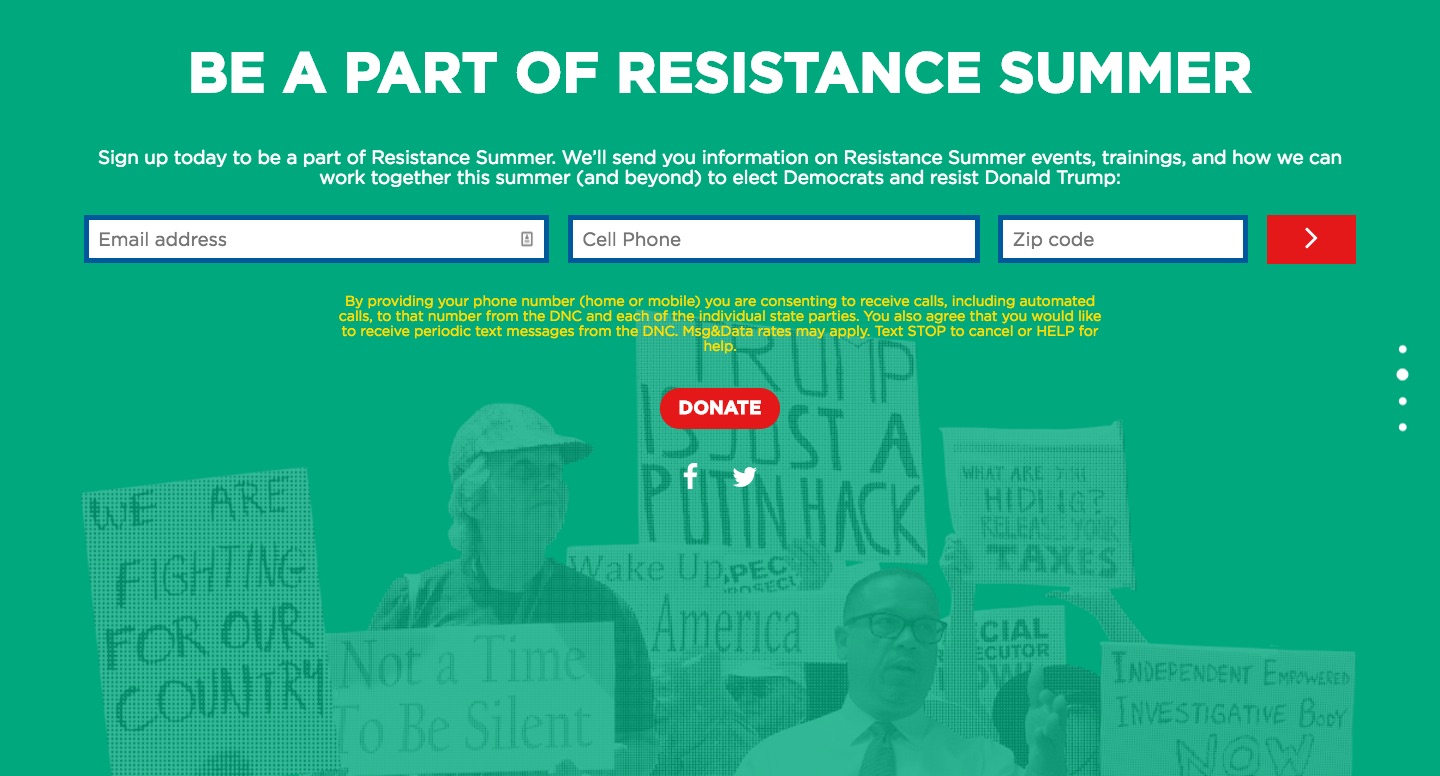 BE A PART OF RESISTANCE SUMMER
Sign up today to be a part of Resistance Summer. We'll send you information on Resistance Summer events, trainings, and how we can
work together this summer (and beyond) to elect Democrats and resist Donald Trump:
Email address
Cell Phone
Zip code
By providing your phone number (home or mobile) you are consenting to receive calls, including automated
calls, to that number from the DNC and each of the individual state parties. You also agree that you would like
to receive periodic text messages from the DNC. Msg&Data rates may apply. Text STOP to cancel or HELP for
help.
DONATE
TRUMP
IS JUST A
PUTIN HACK
WHAT ARE YOU
HIDING?
RELEASE YOUR
TAXES
WE ARE
FIGHTING
FOR OUR
COUNTRY
Wake Up
America
Not a Time
To Be Silent
INDEPENDENT EMPOWERED
INVESTIGATIVE BODY
NOW